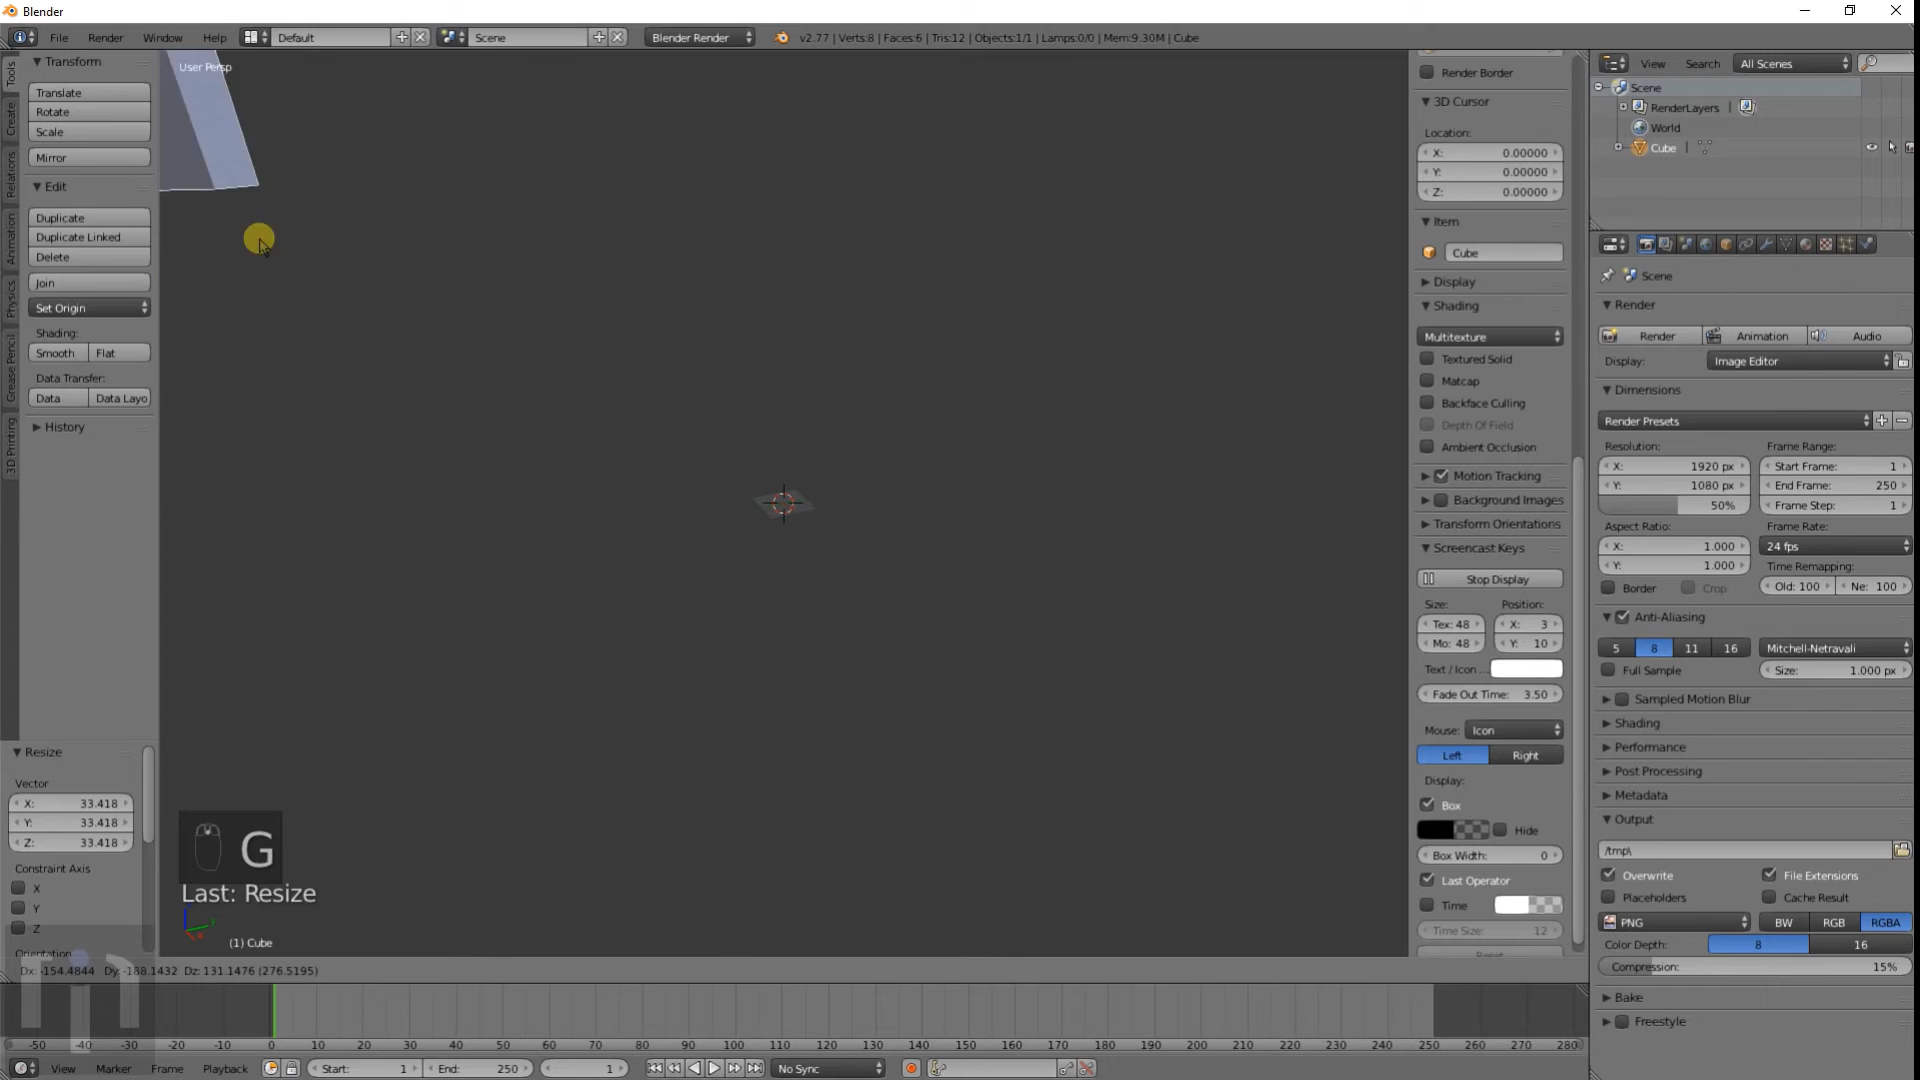 Blender
File Render Window Help Default Scene Blender Render v2.77 | Verts:8 | Faces:6 | Tris:12 | Objects:1/1 | Lamps:0/0 | Mem:9.30M | Cube
Tools
Create
Relations
Animation
Physics
Grease Pencil
3D Printing
Transform
Translate
Rotate
Scale
Mirror
Edit
Duplicate
Duplicate Linked
Delete
Join
Set Origin
Shading:
Smooth Flat
Data Transfer:
Data Data Layo
History
Resize
Vector
X: 33.418
Y: 33.418
Z: 33.418
Constraint Axis
X
Y
Z
Orientation
User Persp
G
Last: Resize
(1) Cube
Dx: -154.4844 Dy: -188.1432 Dz: 131.1476 (276.5195)
Render Border
3D Cursor
Location:
X: 0.00000
Y: 0.00000
Z: 0.00000
Item
Cube
Display
Shading
Multitexture
Textured Solid
Matcap
Backface Culling
Depth Of Field
Ambient Occlusion
Motion Tracking
Background Images
Transform Orientations
Screencast Keys
Stop Display
Size: Position:
Tex: 48 X: 3
Mo: 48 Y: 10
Text / Icon ...
Fade Out Time: 3.50
Mouse: Icon
Left Right
Display:
Box
Hide
Box Width: 0
Last Operator
Time
Time Size: 12
View Search All Scenes
Scene
RenderLayers |
World
Cube |
Scene
Render
Render Animation Audio
Display: Image Editor
Dimensions
Render Presets
Resolution: Frame Range:
X: 1920 px Start Frame: 1
Y: 1080 px End Frame: 250
50% Frame Step: 1
Aspect Ratio: Frame Rate:
X: 1.000 24 fps
Y: 1.000 Time Remapping:
Border Crop Old: 100 Ne: 100
Anti-Aliasing
5 8 11 16 Mitchell-Netravali
Full Sample Size: 1.000 px
Sampled Motion Blur
Shading
Performance
Post Processing
Metadata
Output
/tmp\
Overwrite File Extensions
Placeholders Cache Result
PNG BW RGB RGBA
Color Depth: 8 16
Compression: 15%
Bake
Freestyle
-50 -40 -30 -20 -10 0 10 20 30 40 50 60 70 80 90 100 110 120 130 140 150 160 170 180 190 200 210 220 230 240 250 260 270 280
View Marker Frame Playback Start: 1 End: 250 1 No Sync